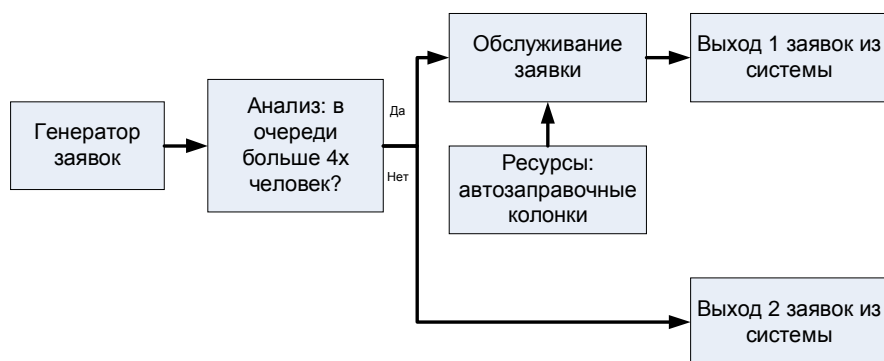 Генератор
заявок
Анализ: в
очереди
больше 4х
человек?
Да
Нет
Обслуживание
заявки
Ресурсы:
автозаправочные
колонки
Выход 1 заявок из
системы
Выход 2 заявок из
системы